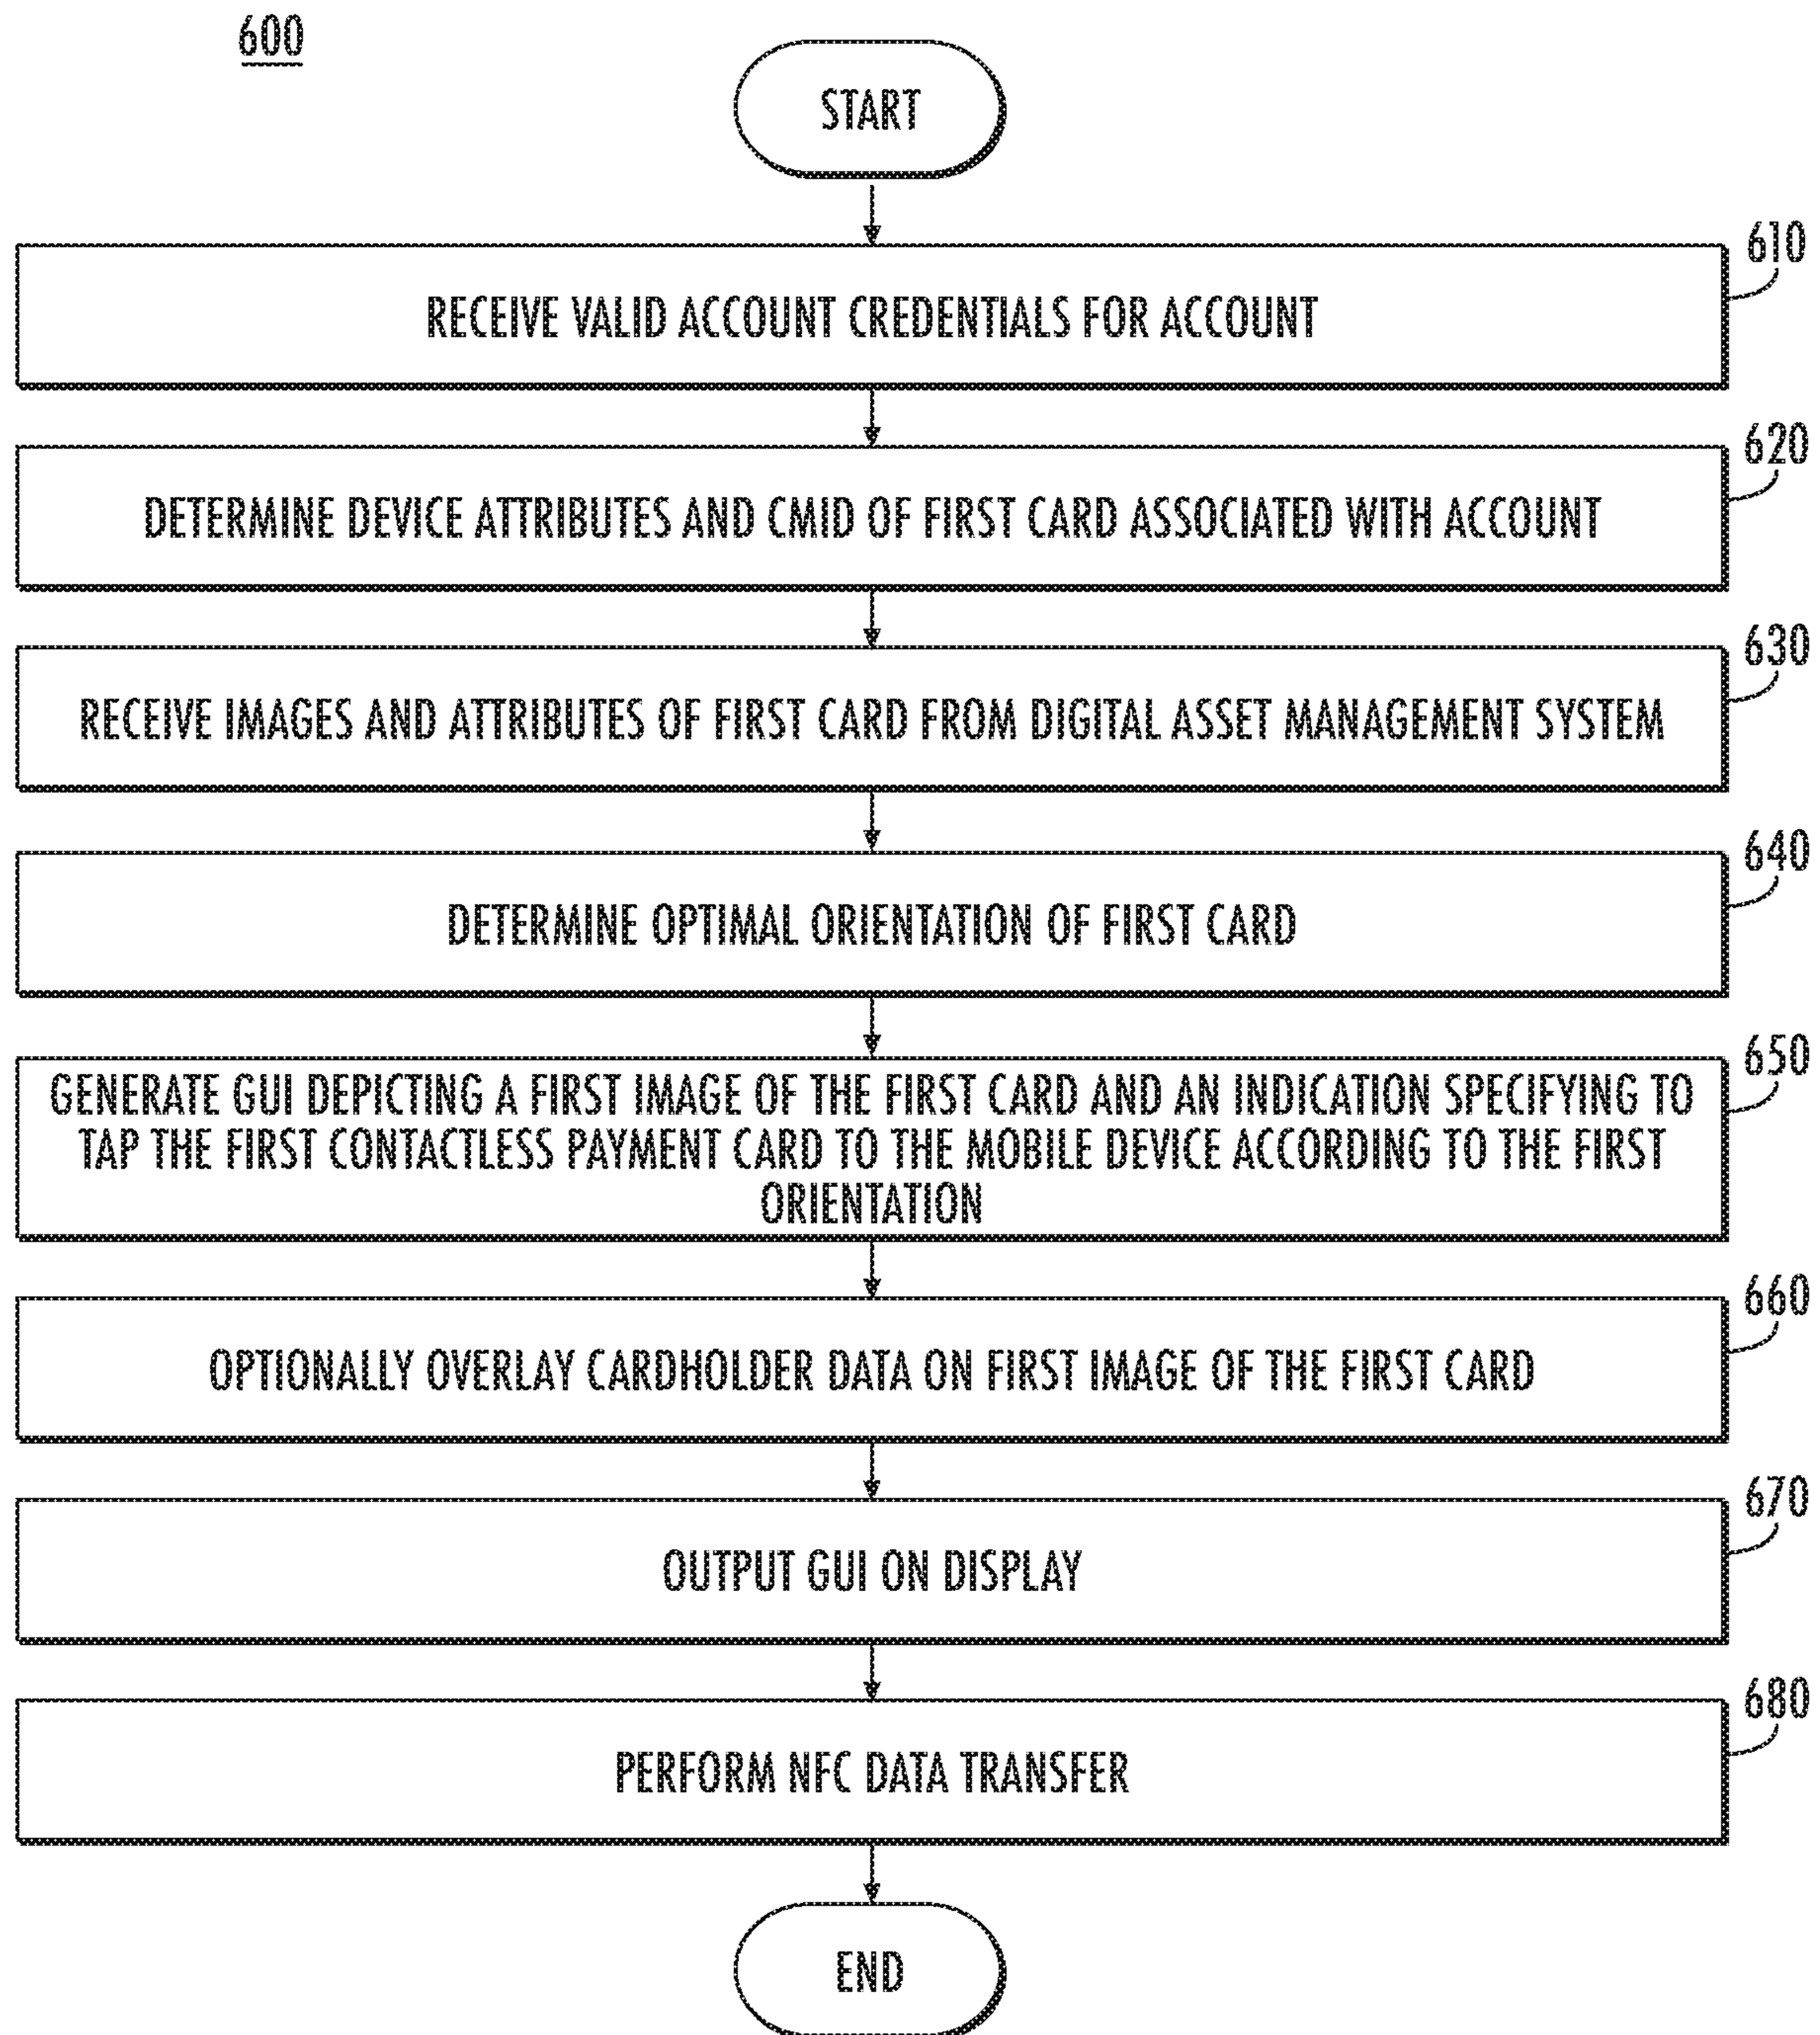 600
START
610
RECEIVE VALID ACCOUNT CREDENTIALS FOR ACCOUNT
620
DETERMINE DEVICE ATTRIBUTES AND CMID OF FIRST CARD ASSOCIATED WITH ACCOUNT
630
RECEIVE IMAGES AND ATTRIBUTES OF FIRST CARD FROM DIGITAL ASSET MANAGEMENT SYSTEM
640
DETERMINE OPTIMAL ORIENTATION OF FIRST CARD
650
GENERATE GUI DEPICTING A FIRST IMAGE OF THE FIRST CARD AND AN INDICATION SPECIFYING TO
TAP THE FIRST CONTACTLESS PAYMENT CARD TO THE MOBILE DEVICE ACCORDING TO THE FIRST
ORIENTATION
660
OPTIONALLY OVERLAY CARDHOLDER DATA ON FIRST IMAGE OF THE FIRST CARD
670
OUTPUT GUI ON DISPLAY
680
PERFORM NFC DATA TRANSFER
END